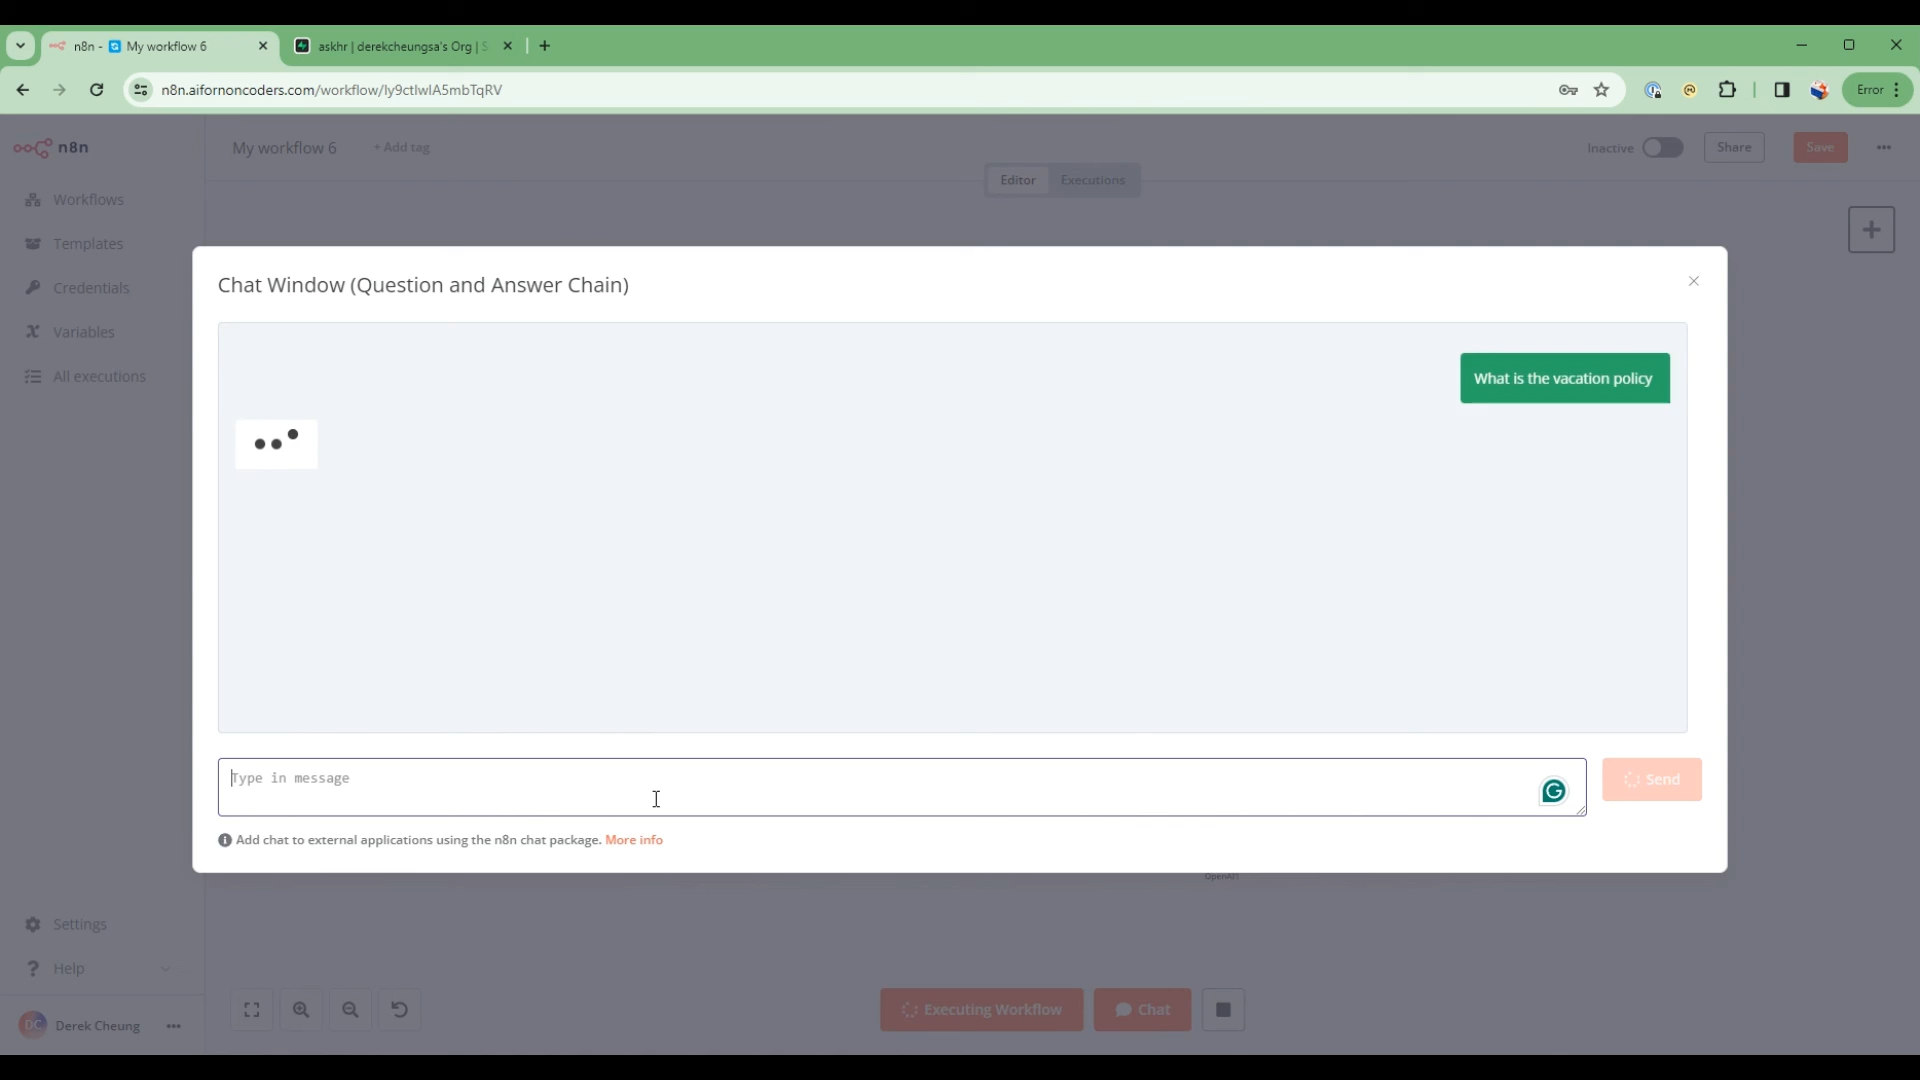 n8n - My workflow 6
askhr | derekcheungsa's Org | S
n8n.aifornoncoders.com/workflow/Iy9ctlwlA5mbTqRV
Error
n8n
My workflow 6
+ Add tag
Inactive
Share
Save
Editor
Executions
Workflows
Templates
Credentials
Variables
All executions
Chat Window (Question and Answer Chain)
What is the vacation policy
Type in message
Send
Add chat to external applications using the n8n chat package. More info
OpenAI1
Settings
Help
DC
Derek Cheung
Executing Workflow
Chat